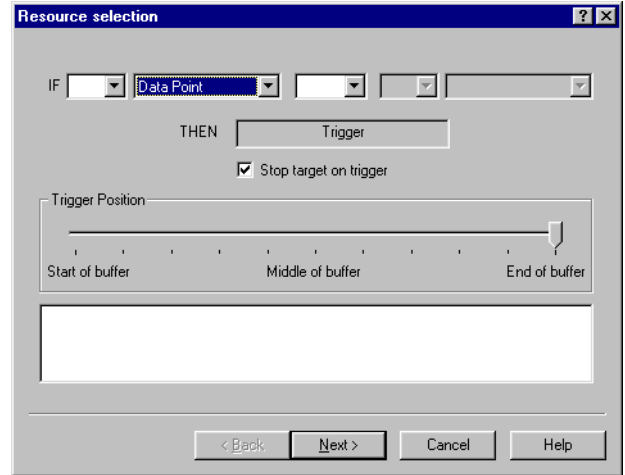 Resource selection
IF Data Point
THEN Trigger
Stop target on trigger
Trigger Position
Start of buffer Middle of buffer End of buffer
< Back Next > Cancel Help